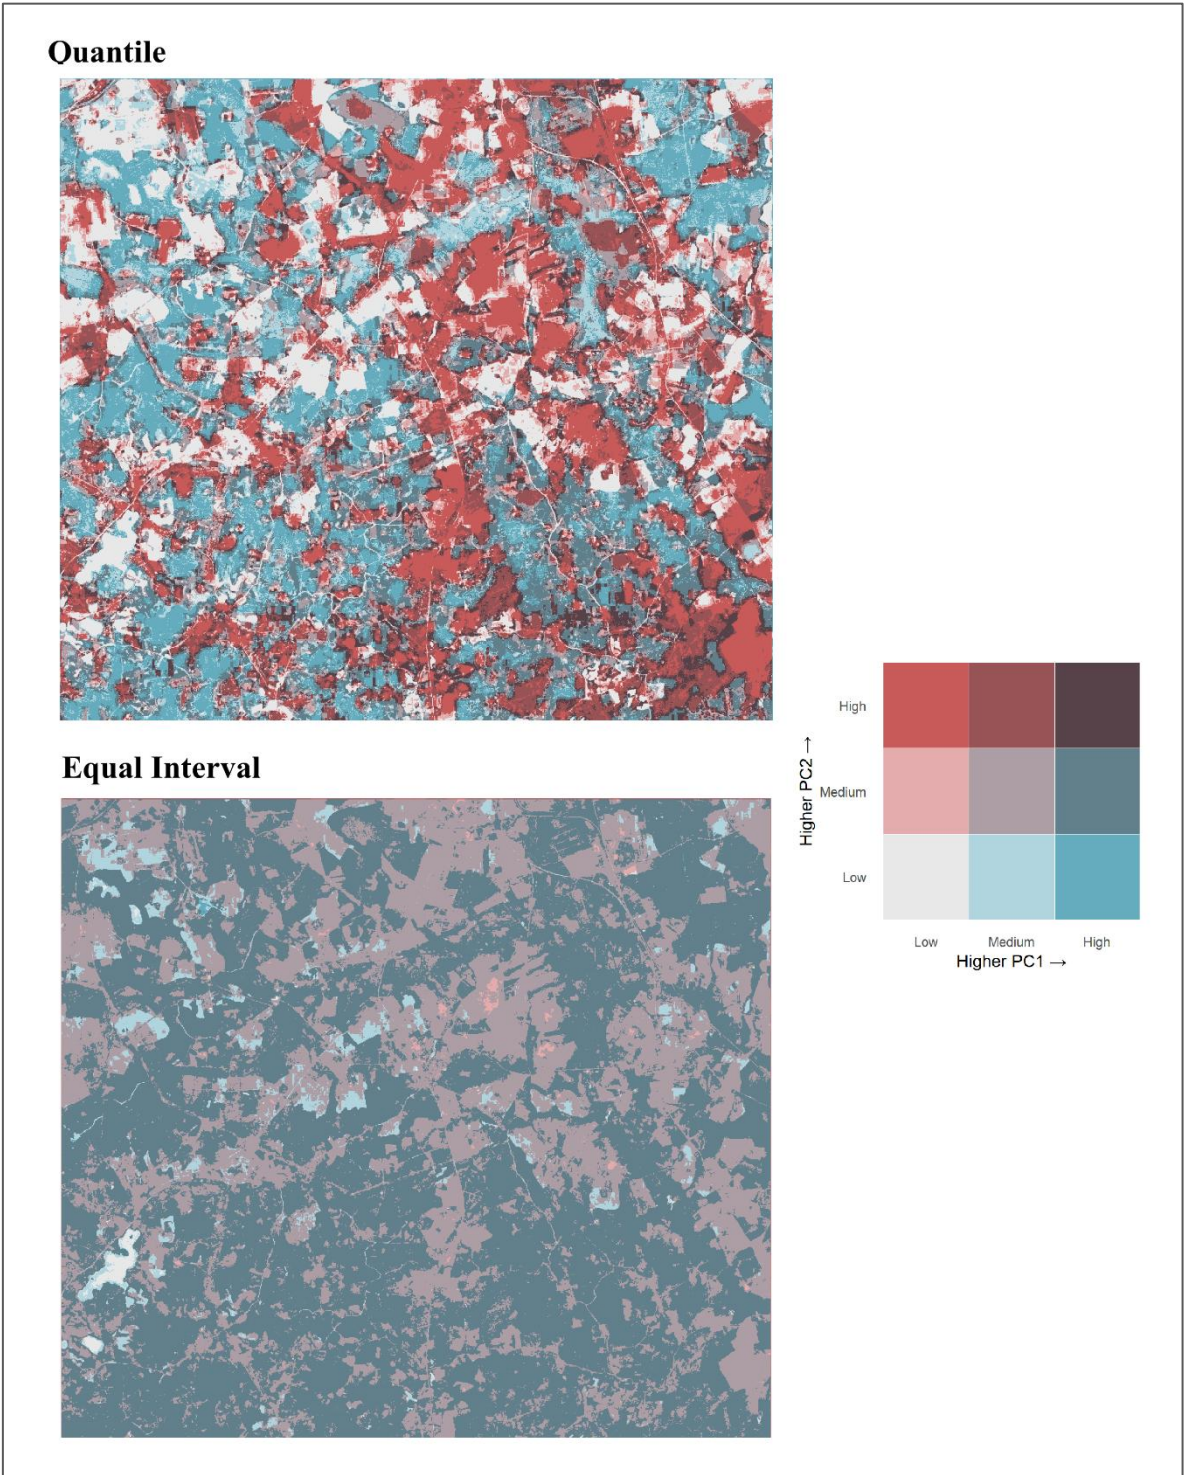 Quantile
Equal Interval
High
Medium
Low
Higher PC2 →
Low Medium High
Higher PC1 →